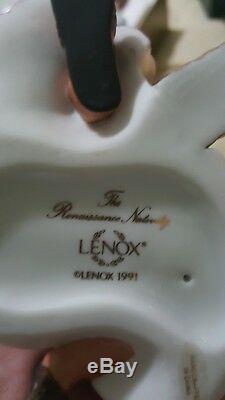 The
Renaissance Nativity
LENOX®
©LENOX 1991